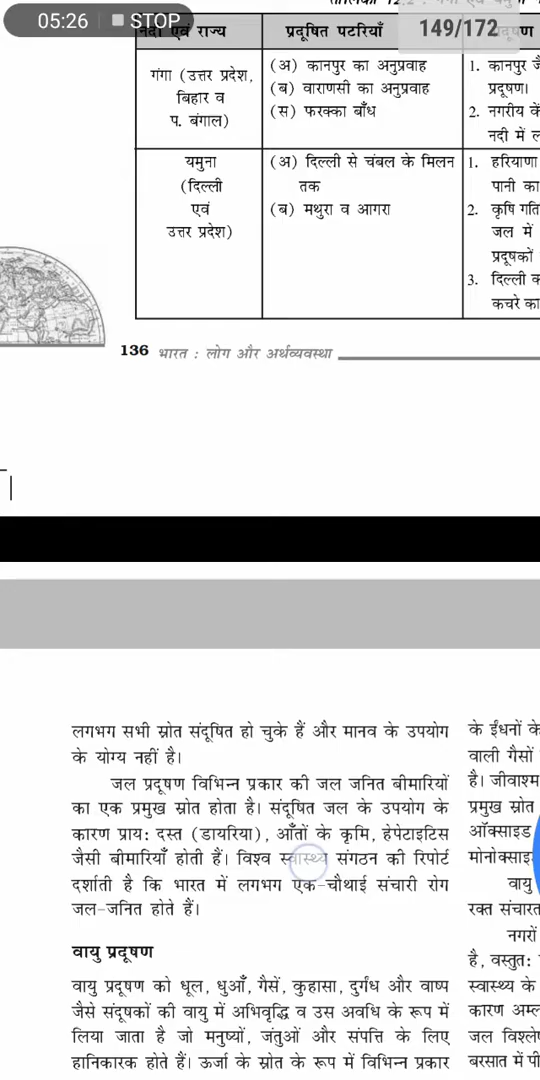 05:26 STOP
149/172
नदी एवं राज्य
प्रदूषित पटरियाँ
गंगा (उत्तर प्रदेश,
बिहार व
प. बंगाल)
(अ) कानपुर का अनुप्रवाह
(ब) वाराणसी का अनुप्रवाह
(स) फरक्का बाँध
1. कानपुर
प्रदूषण।
2. नगरीय
नदी में
यमुना
(दिल्ली
एवं
उत्तर प्रदेश)
(अ) दिल्ली से चंबल के मिलन
तक
(ब) मथुरा व आगरा
1. हरियाणा
पानी का
2. कृषि
जल में
प्रदूषकों
3. दिल्ली
कचरे का
136 भारत : लोग और अर्थव्यवस्था
लगभग सभी स्रोत संदूषित हो चुके हैं और मानव के उपयोग
के योग्य नहीं है।
जल प्रदूषण विभिन्न प्रकार की जल जनित बीमारियों
का एक प्रमुख स्रोत होता है। संदूषित जल के उपयोग के
कारण प्राय: दस्त (डायरिया), आँतों के कृमि, हेपेटाइटिस
जैसी बीमारियाँ होती हैं। विश्व स्वास्थ्य संगठन की रिपोर्ट
दर्शाती है कि भारत में लगभग एक-चौथाई संचारी रोग
जल-जनित होते हैं।
वायु प्रदूषण
वायु प्रदूषण को धूल, धुआँ, गैसें, कुहासा, दुर्गंध और वाष्प
जैसे संदूषकों की वायु में अभिवृद्धि व उस अवधि के रूप में
लिया जाता है जो मनुष्यों, जंतुओं और संपत्ति के लिए
हानिकारक होते हैं। ऊर्जा के स्रोत के रूप में विभिन्न प्रकार
के ईंधनों के
वाली गैसों
है। जीवाश्म
प्रमुख स्रोत
ऑक्साइड
वायु
रक्त
नगरों
है, वस्तुत:
स्वास्थ्य के
कारण
जल
बरसात में